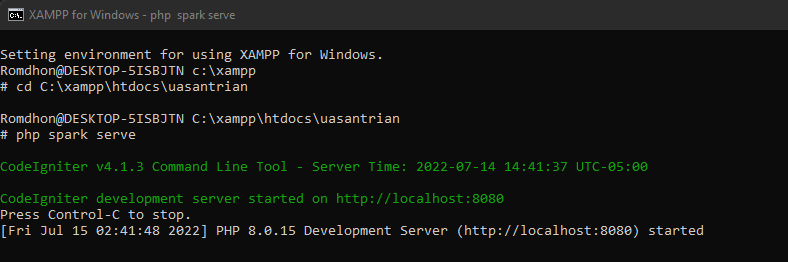 XAMPP for Windows - php  spark serve
Setting environment for using XAMPP for Windows.
Romdhon@DESKTOP-5ISBJTN c:\xampp
# cd C:\xampp\htdocs\uasantrian
Romdhon@DESKTOP-5ISBJTN C:\xampp\htdocs\uasantrian
# php spark serve
CodeIgniter v4.1.3 Command Line Tool - Server Time: 2022-07-14 14:41:37 UTC-05:00
CodeIgniter development server started on http://localhost:8080
Press Control-C to stop.
[Fri Jul 15 02:41:48 2022] PHP 8.0.15 Development Server (http://localhost:8080) started